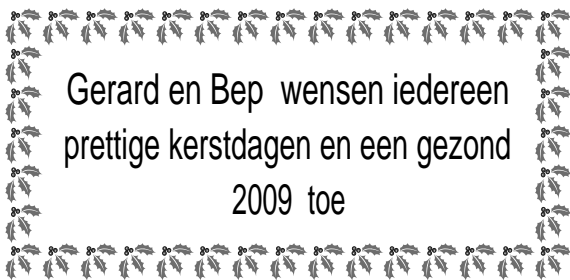 Gerard en Bep wensen iedereen
prettige kerstdagen en een gezond
2009 toe